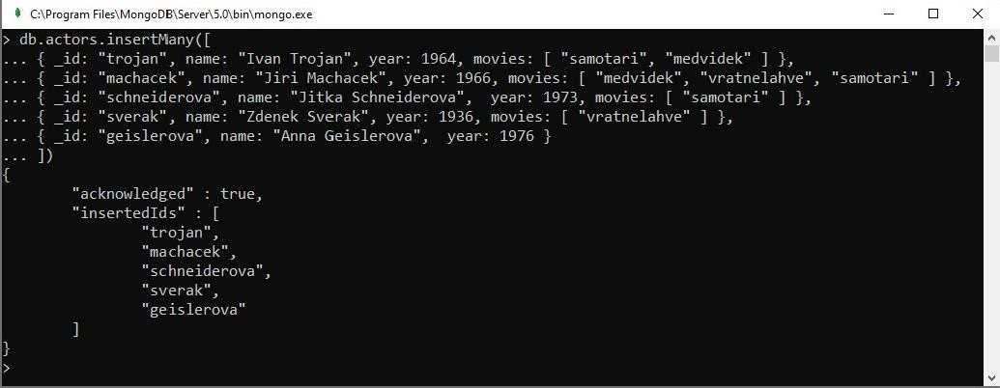 C:\Program Files\MongoDB\Server\5.0\bin\mongo.exe
> db.actors.insertMany([
... { _id: "trojan", name: "Ivan Trojan", year: 1964, movies: [ "samotari", "medvidek" ] },
... { _id: "machacek", name: "Jiri Machacek", year: 1966, movies: [ "medvidek", "vratnelahve", "samotari" ] },
... { _id: "schneiderova", name: "Jitka Schneiderova",  year: 1973, movies: [ "samotari" ] },
... { _id: "sverak", name: "Zdenek Sverak", year: 1936, movies: [ "vratnelahve" ] },
... { _id: "geislerova", name: "Anna Geislerova",  year: 1976 }
... ])
{
        "acknowledged" : true,
        "insertedIds" : [
                "trojan",
                "machacek",
                "schneiderova",
                "sverak",
                "geislerova"
        ]
}
>